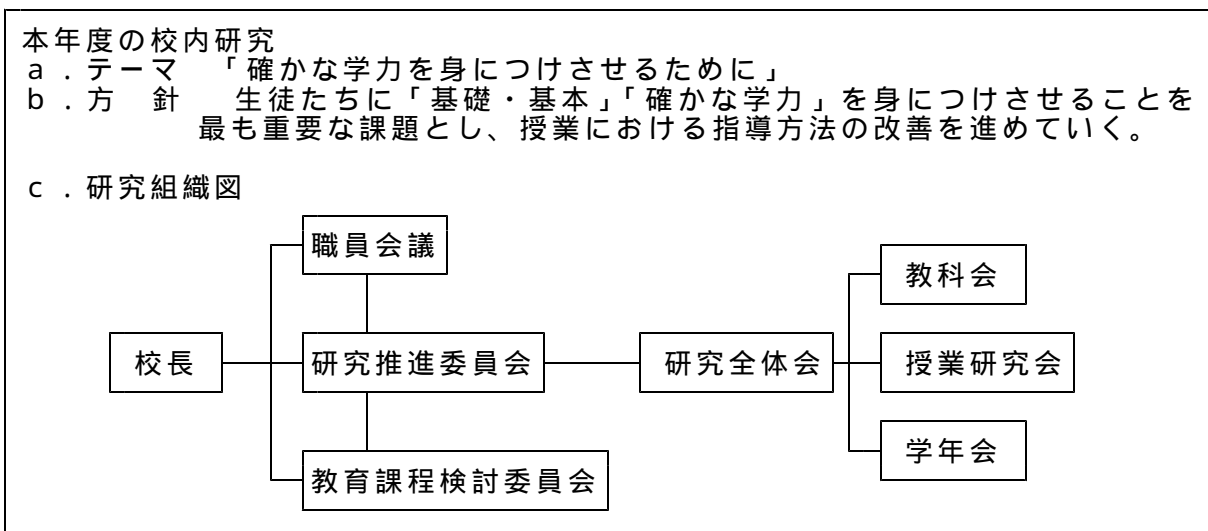 本年度の校内研究
a．テーマ 「確かな学力を身につけさせるために」
b．方 針 生徒たちに「基礎・基本」「確かな学力」を身につけさせることを
最も重要な課題とし、授業における指導方法の改善を進めていく。
c．研究組織図
職員会議
教科会
校長
研究推進委員会
研究全体会
授業研究会
学年会
教育課程検討委員会